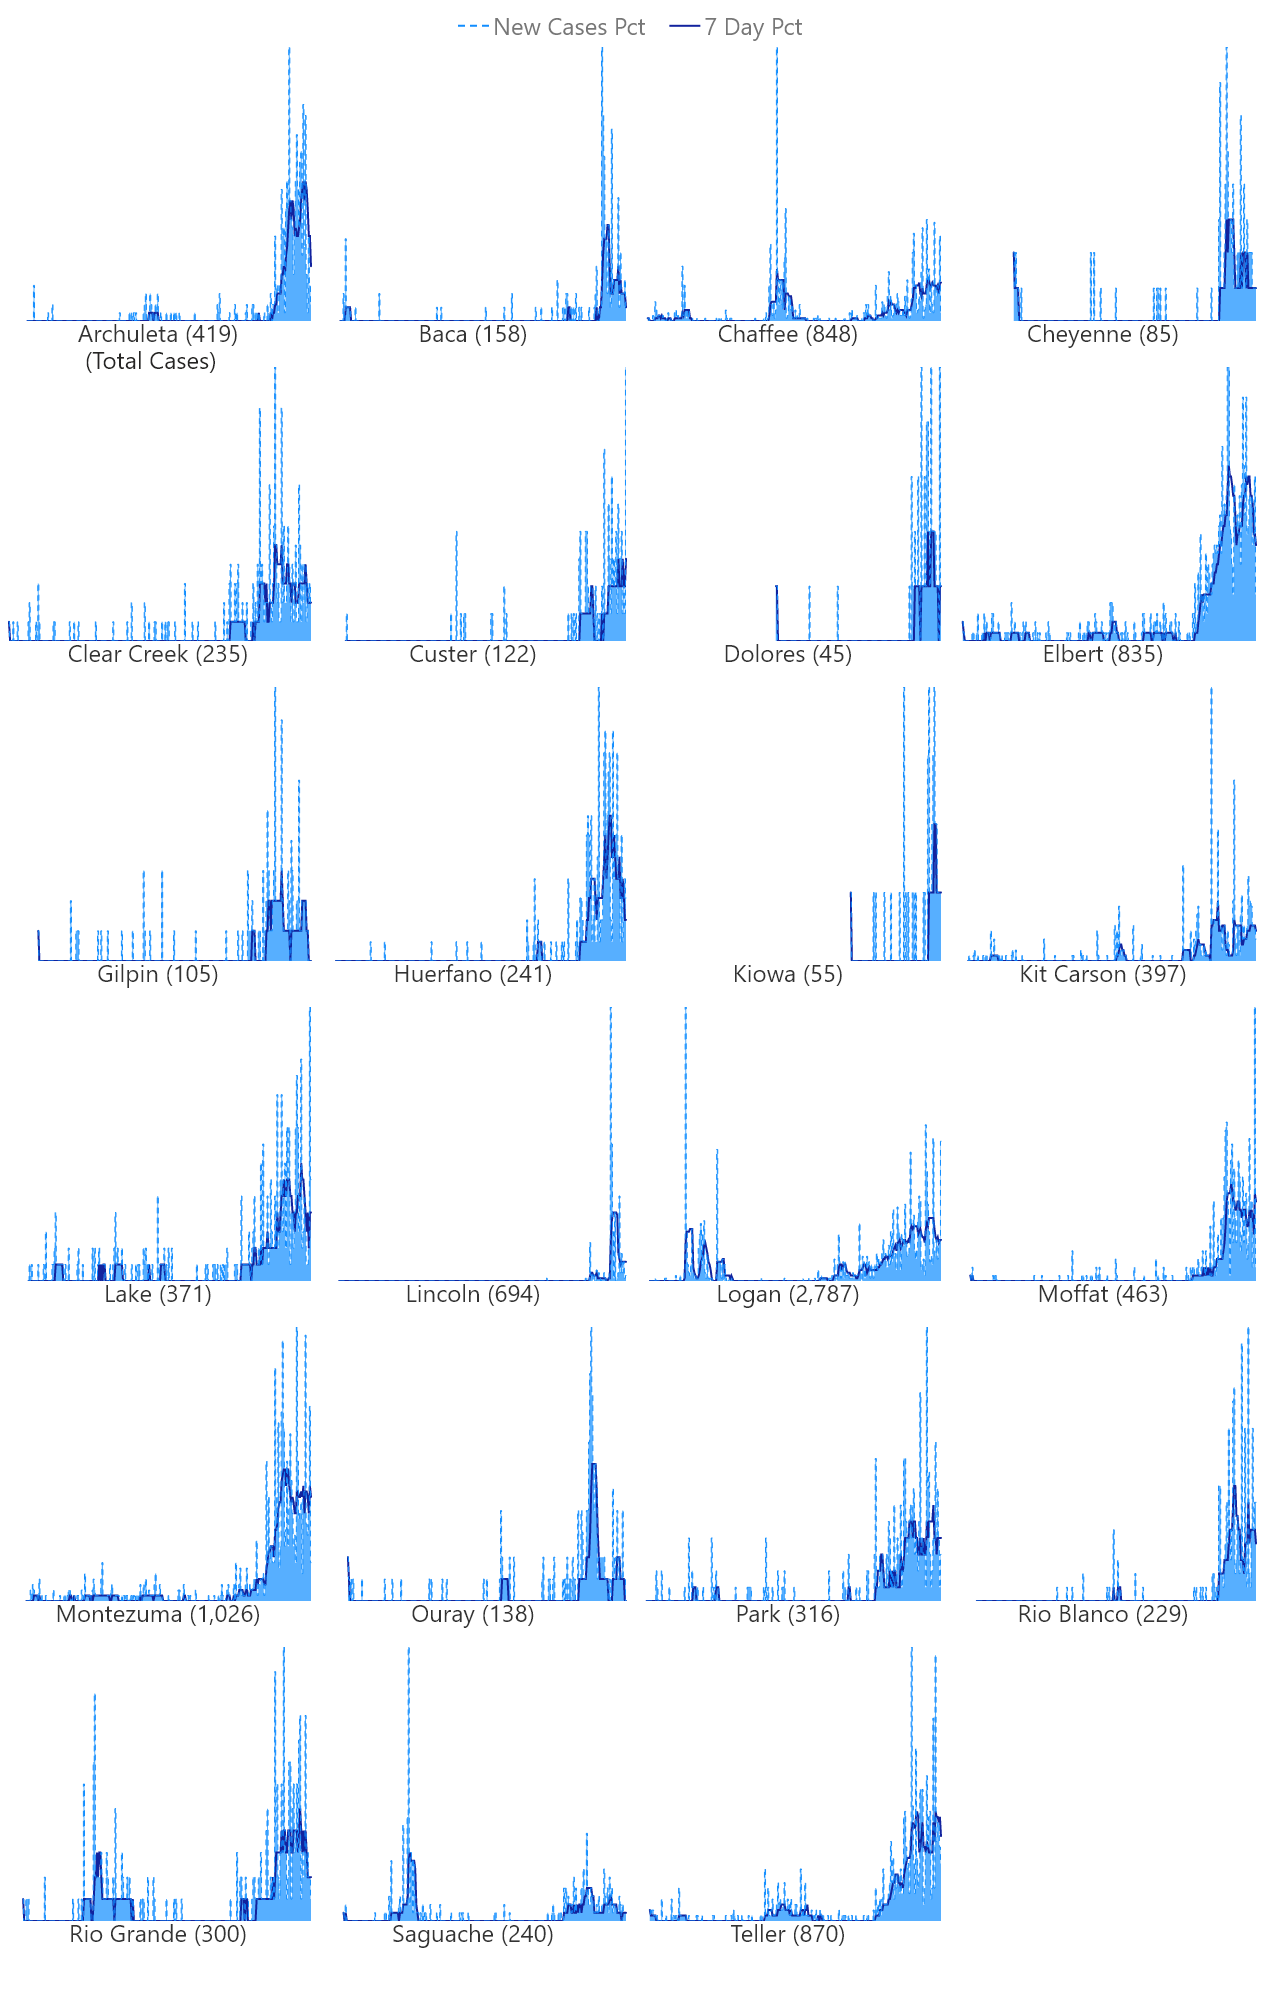 New Cases Pct 7 Day Pct
Archuleta (419) Baca (158) Chaffee (848) Cheyenne (85)
(Total Cases)
Clear Creek (235) Custer (122) Dolores (45) Elbert (835)
Gilpin (105) Huerfano (241) Kiowa (55) Kit Carson (397)
Lake (371) Lincoln (694) Logan (2,787) Moffat (463)
Montezuma (1,026) Ouray (138) Park (316) Rio Blanco (229)
Rio Grande (300) Saguache (240) Teller (870)